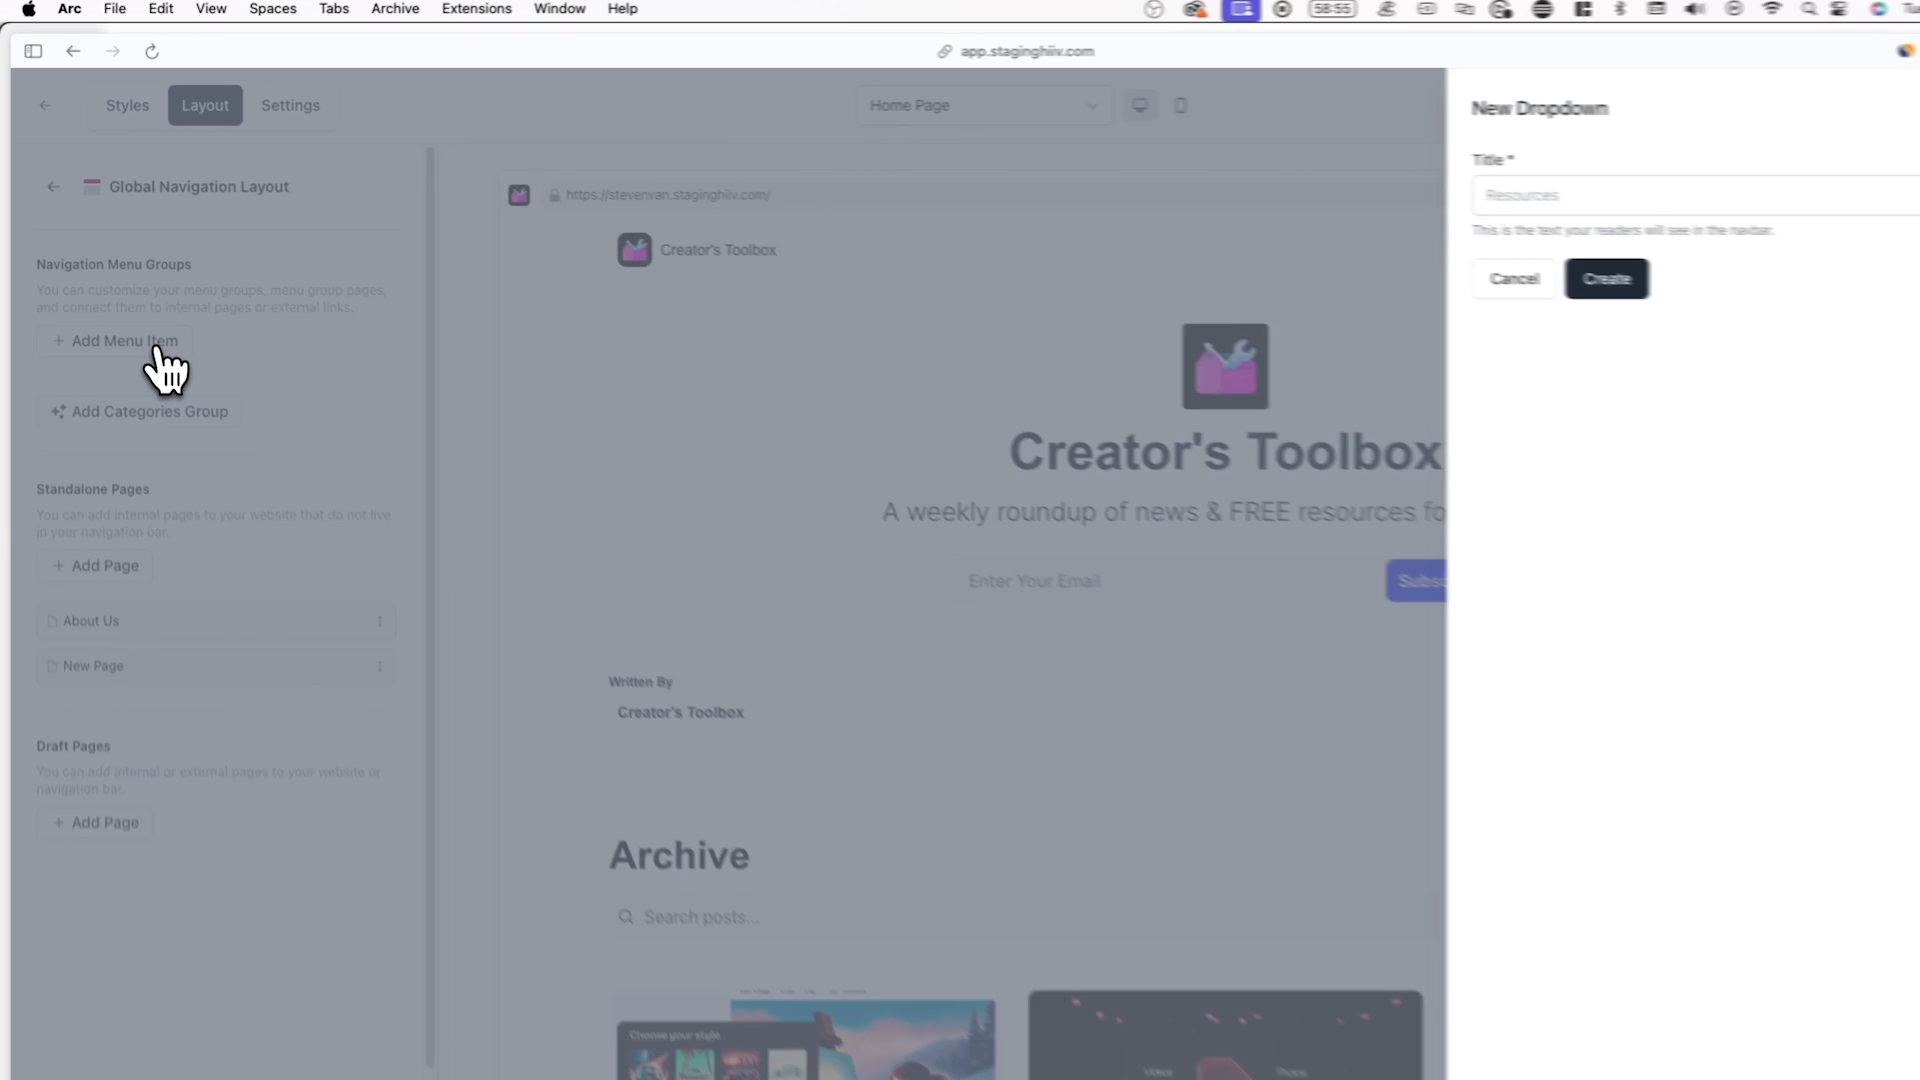 Arc File Edit View Spaces Tabs Archive Extensions Window Help 58:55
app.staginghiiv.com
Styles Layout Settings
Home Page
New Dropdown
Title *
Resources
This is the text your readers will see in the navbar.
Cancel Create
Global Navigation Layout
Navigation Menu Groups
You can customize your menu groups, menu group pages,
and connect them to internal pages or external links.
+ Add Menu Item
Add Categories Group
Standalone Pages
You can add internal pages to your website that do not live
in your navigation bar.
+ Add Page
About Us
New Page
Draft Pages
You can add internal or external pages to your website or
navigation bar.
+ Add Page
https://stevenvan.staginghiiv.com/
Creator's Toolbox
Creator's Toolbox
A weekly roundup of news & FREE resources fo
Enter Your Email
Subsc
Written By
Creator's Toolbox
Archive
Search posts...
Choose your style
Videos Photos